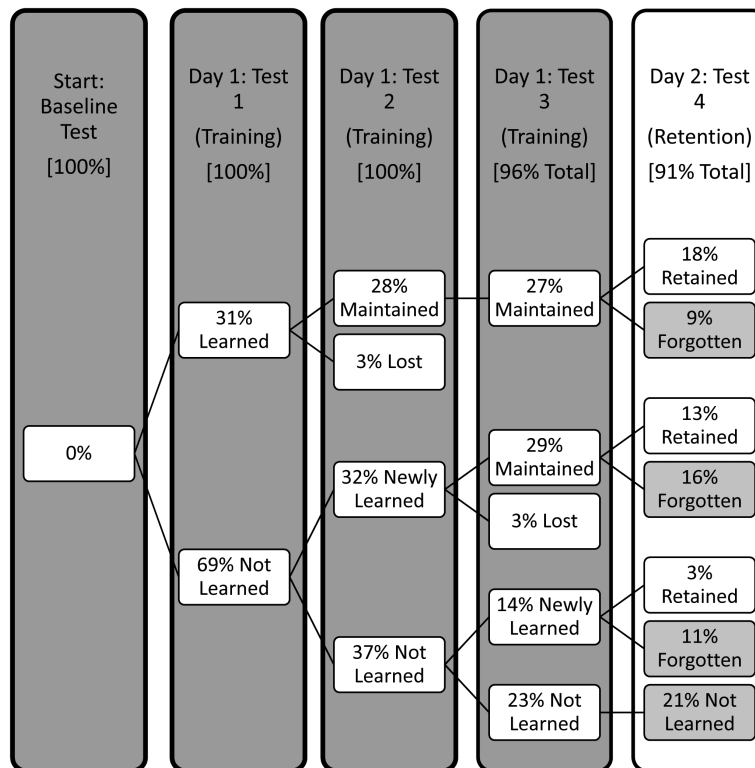 Start:
Baseline
Test
[100%]
0%
Day 1: Test
1
(Training)
[100%]
31%
Learned
69% Not
Learned
Day 1: Test
2
(Training)
[100%]
28%
Maintained
3% Lost
32% Newly
Learned
37% Not
Learned
Day 1: Test
3
(Training)
[96% Total]
27%
Maintained
29%
Maintained
3% Lost
14% Newly
Learned
23% Not
Learned
Day 2: Test
4
(Retention)
[91% Total]
18%
Retained
9%
Forgotten
13%
Retained
16%
Forgotten
3%
Retained
11%
Forgotten
21% Not
Learned